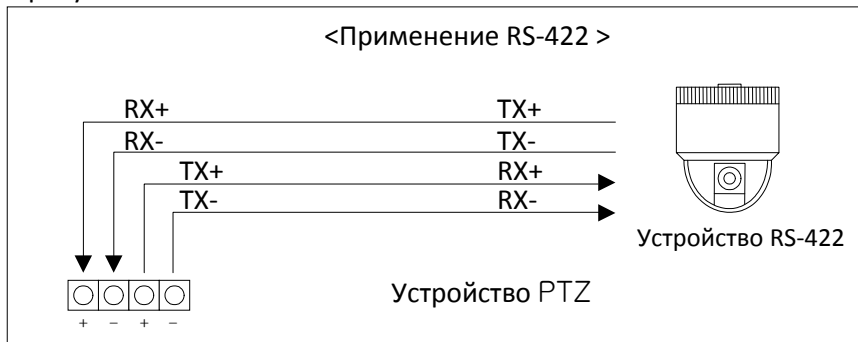 <Применение RS-422 >
RX+ TX+
RX- TX-
TX+ RX+
TX- RX-
Устройство RS-422
Устройство PTZ
+ − + −